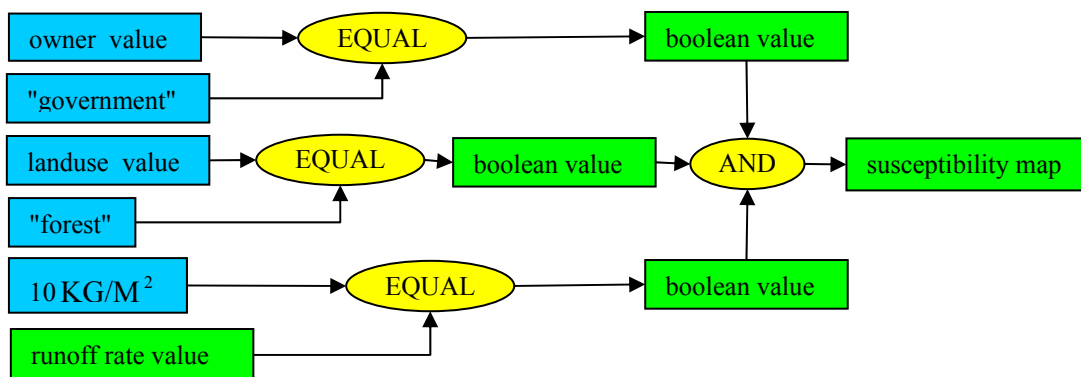 owner value
EQUAL
boolean value
"government"
landuse value
EQUAL
boolean value
AND
susceptibility map
"forest"
10 KG/M²
EQUAL
boolean value
runoff rate value